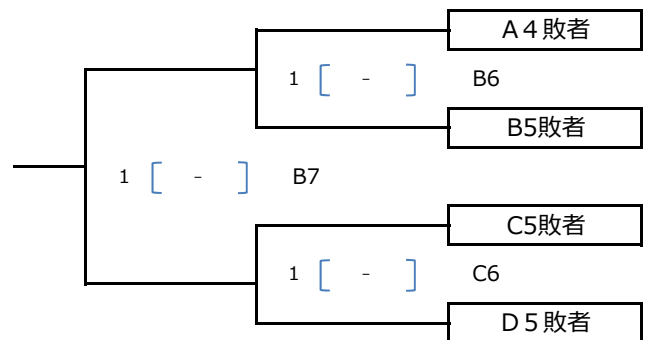 A４敗者
1 [ - ] B6
B5敗者
1 [ - ] B7
C5敗者
1 [ - ] C6
D５敗者